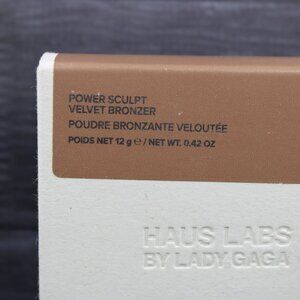 POWER SCULPT
VELVET BRONZER
POUDRE BRONZANTE VELOUTÉE
POIDS NET 12 g ℮ / NET WT. 0.42 OZ
HAUS LABS
BY LADY GAGA